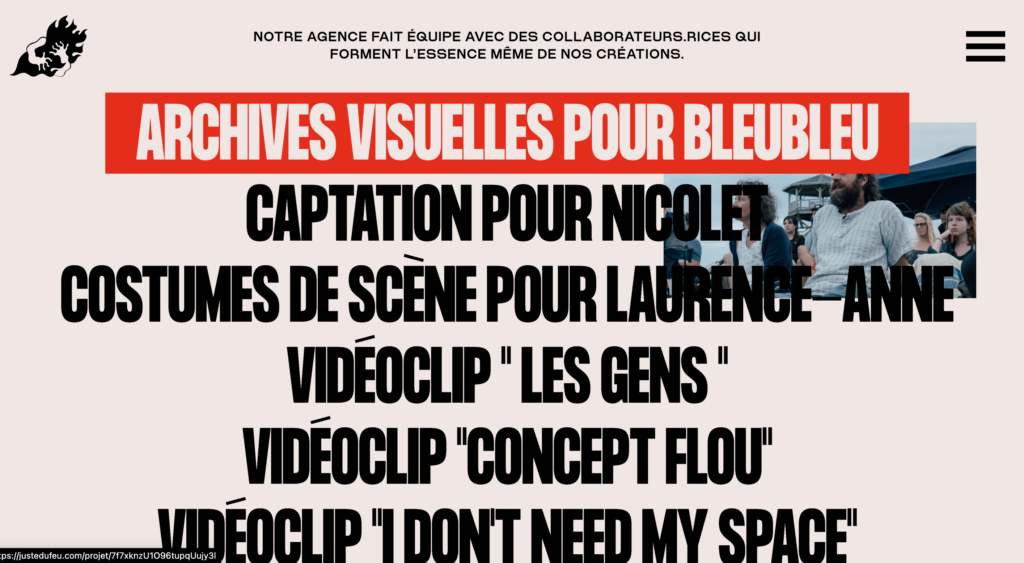 NOTRE AGENCE FAIT ÉQUIPE AVEC DES COLLABORATEURS.RICES QUI
FORMENT L'ESSENCE MÊME DE NOS CRÉATIONS.
ARCHIVES VISUELLES POUR BLEUBLEU
CAPTATION POUR NICOLET
COSTUMES DE SCÈNE POUR LAURENCE-ANNE
VIDÉOCLIP " LES GENS "
VIDÉOCLIP "CONCEPT FLOU"
VIDÉOCLIP "I DON'T NEED MY SPACE"
tps://justedufeu.com/projet/7f7xknzU1O96tupqUujy3l